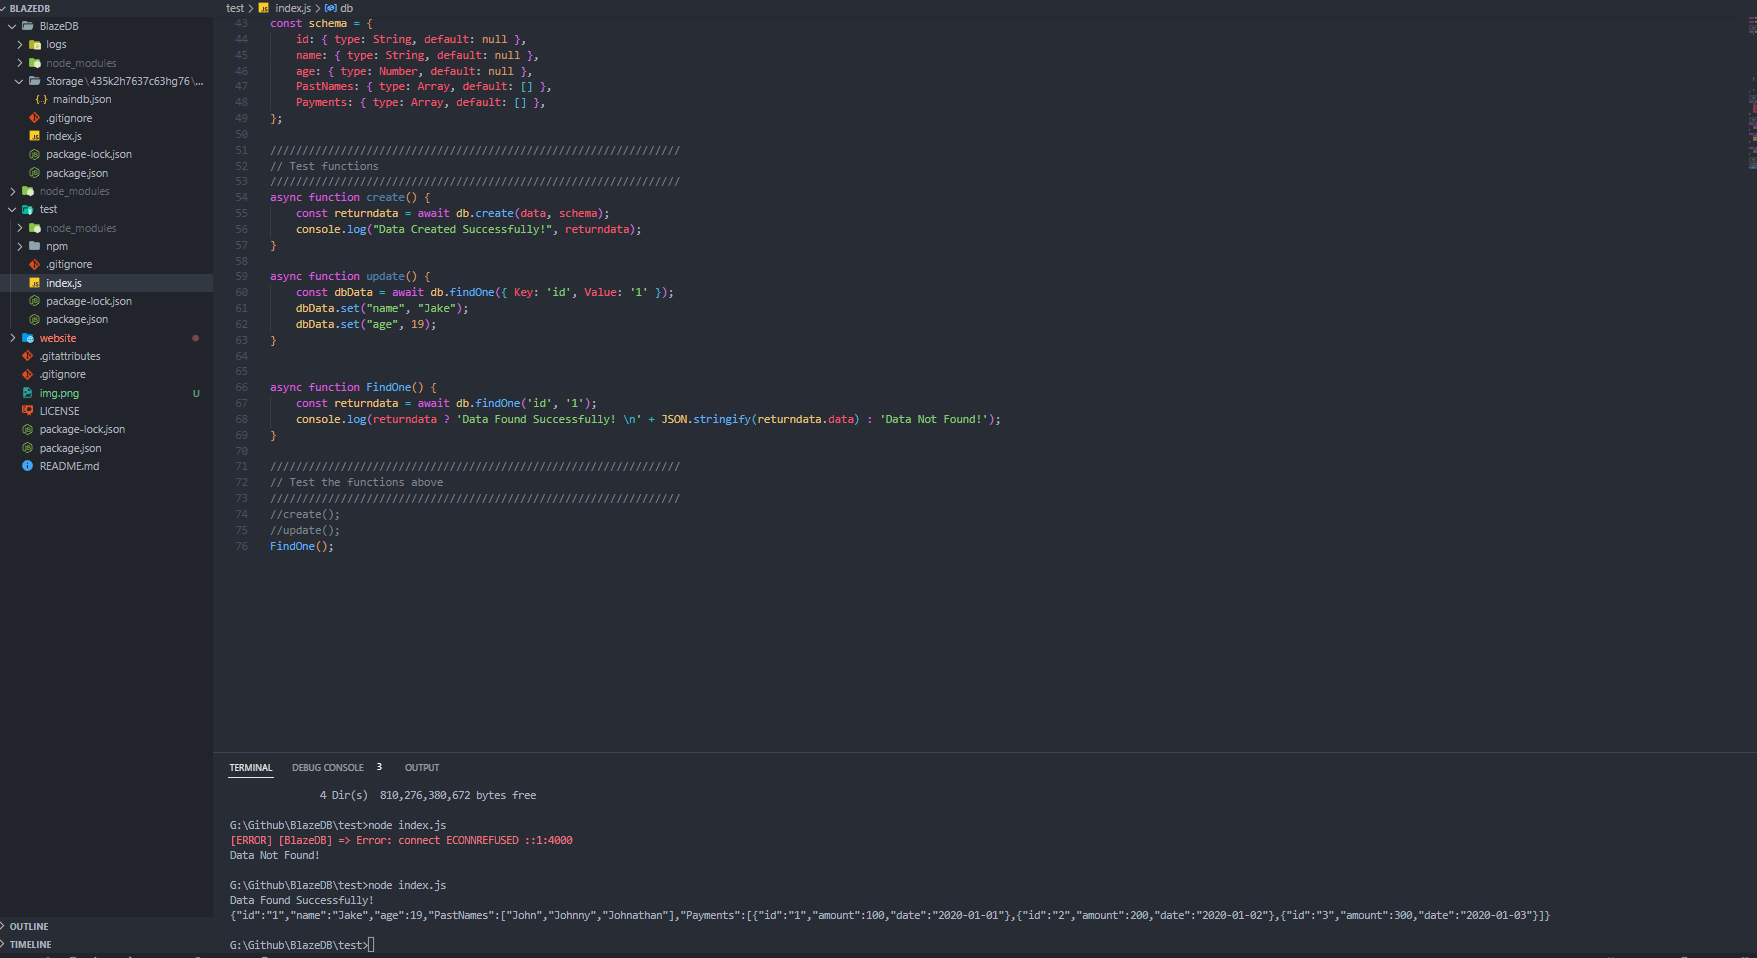 BLAZEDB
BlazeDB
logs
node_modules
Storage\435k2h7637c63hg76\...
{..} maindb.json
.gitignore
JS index.js
package-lock.json
package.json
node_modules
test
node_modules
npm
.gitignore
JS index.js
package-lock.json
package.json
website
.gitattributes
.gitignore
img.png U
LICENSE
package-lock.json
package.json
README.md
OUTLINE
TIMELINE
test > JS index.js > db
43 const schema = {
44     id: { type: String, default: null },
45     name: { type: String, default: null },
46     age: { type: Number, default: null },
47     PastNames: { type: Array, default: [] },
48     Payments: { type: Array, default: [] },
49 };
50
51 ////////////////////////////////////////////////////////////////
52 // Test functions
53 ////////////////////////////////////////////////////////////////
54 async function create() {
55     const returndata = await db.create(data, schema);
56     console.log("Data Created Successfully!", returndata);
57 }
58
59 async function update() {
60     const dbData = await db.findOne({ Key: 'id', Value: '1' });
61     dbData.set("name", "Jake");
62     dbData.set("age", 19);
63 }
64
65
66 async function FindOne() {
67     const returndata = await db.findOne('id', '1');
68     console.log(returndata ? 'Data Found Successfully! \n' + JSON.stringify(returndata.data) : 'Data Not Found!');
69 }
70
71 ////////////////////////////////////////////////////////////////
72 // Test the functions above
73 ////////////////////////////////////////////////////////////////
74 //create();
75 //update();
76 FindOne();
TERMINAL DEBUG CONSOLE 3 OUTPUT
4 Dir(s)  810,276,380,672 bytes free
G:\Github\BlazeDB\test>node index.js
[ERROR] [BlazeDB] => Error: connect ECONNREFUSED ::1:4000
Data Not Found!
G:\Github\BlazeDB\test>node index.js
Data Found Successfully!
{"id":"1","name":"Jake","age":19,"PastNames":["John","Johnny","Johnathan"],"Payments":[{"id":"1","amount":100,"date":"2020-01-01"},{"id":"2","amount":200,"date":"2020-01-02"},{"id":"3","amount":300,"date":"2020-01-03"}]}
G:\Github\BlazeDB\test>